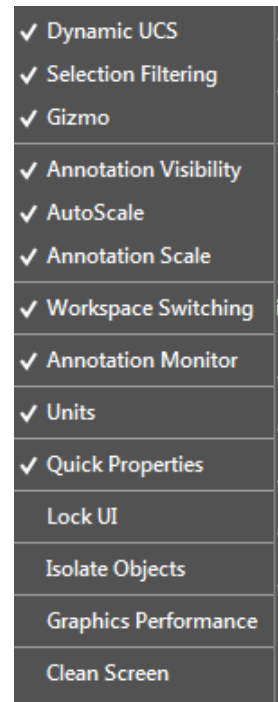 ✓ Dynamic UCS
✓ Selection Filtering
✓ Gizmo
✓ Annotation Visibility
✓ AutoScale
✓ Annotation Scale
✓ Workspace Switching
✓ Annotation Monitor
✓ Units
✓ Quick Properties
Lock UI
Isolate Objects
Graphics Performance
Clean Screen